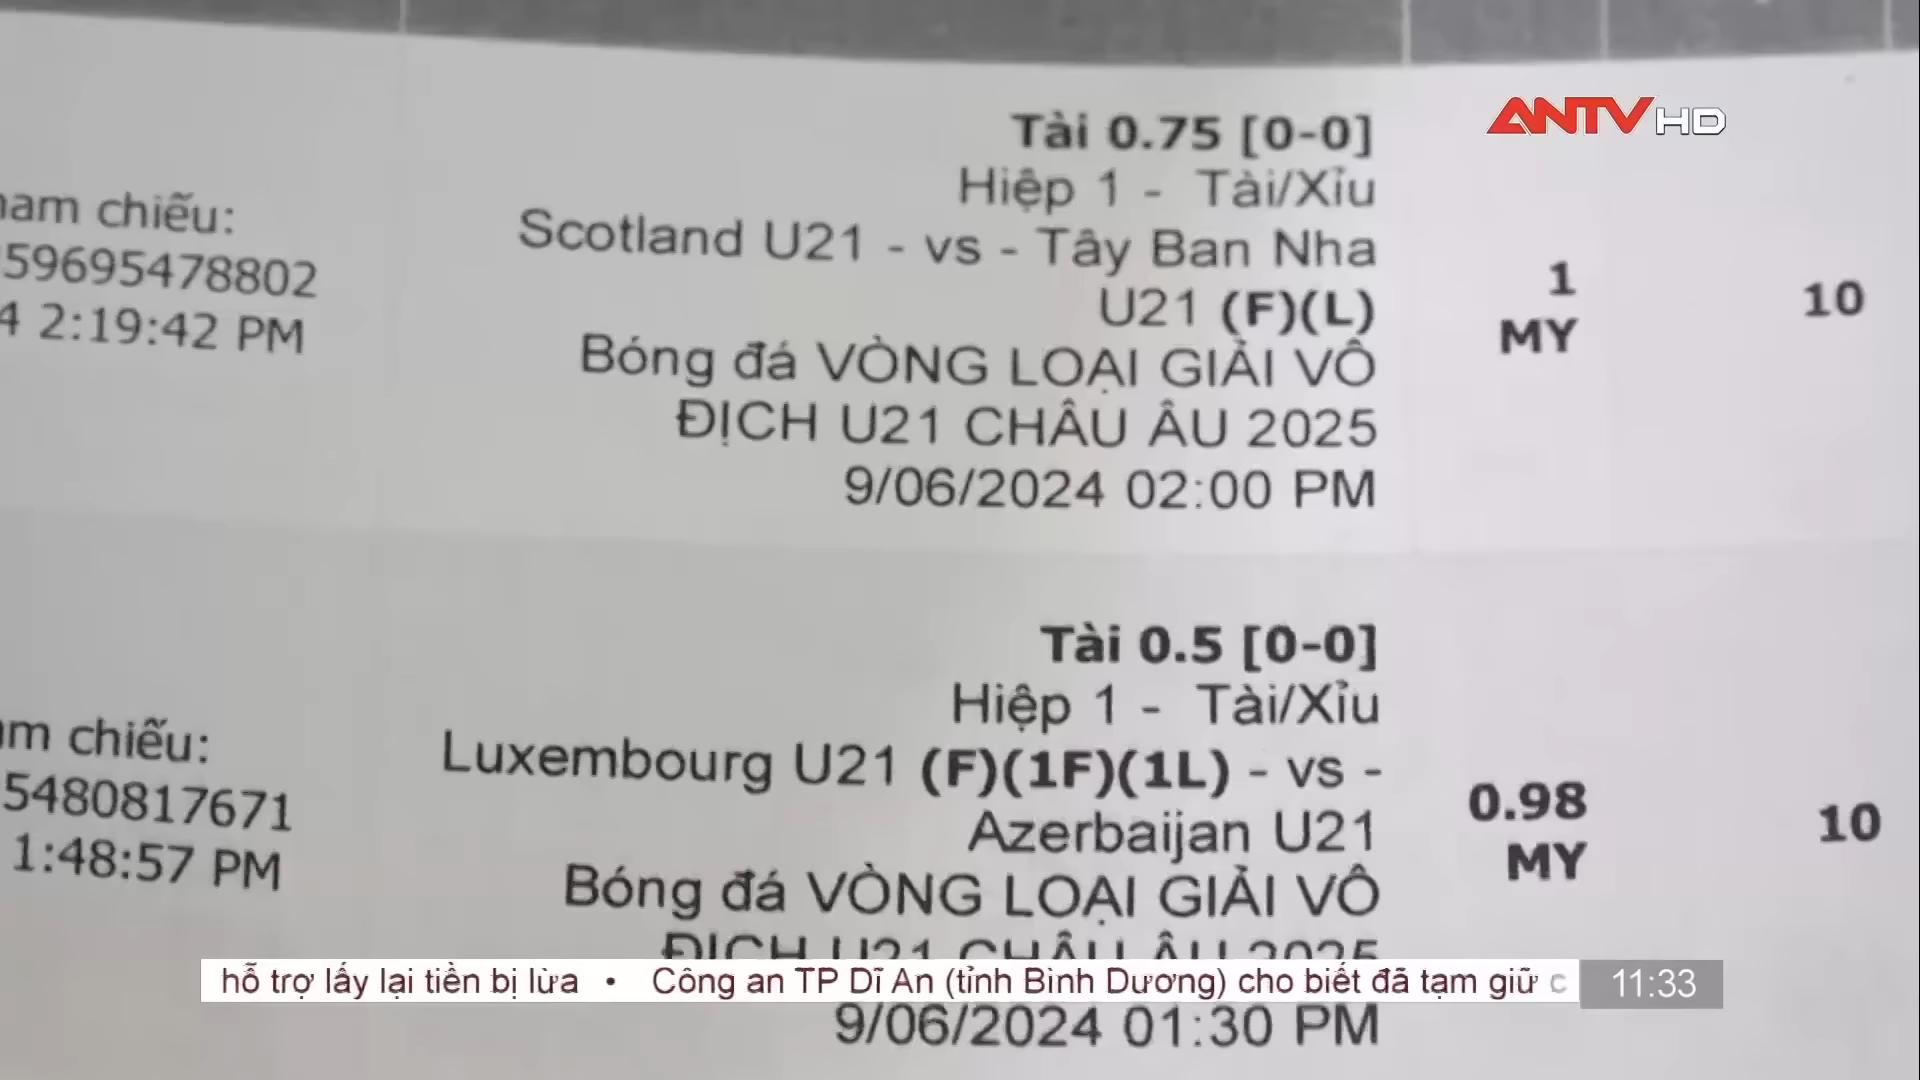 ANTV HD
Tài 0.75 [0-0]
Hiệp 1 - Tài/Xỉu
chiếu:
Scotland U21 - vs - Tây Ban Nha
59695478802
1
10
U21 (F)(L)
4 2:19:42 PM
MY
Bóng đá VÒNG LOẠI GIẢI VÔ
ĐỊCH U21 CHÂU ÂU 2025
9/06/2024 02:00 PM
Tài 0.5 [0-0]
Hiệp 1 - Tài/Xỉu
chiếu:
Luxembourg U21 (F)(1F)(1L) - vs -
5480817671
0.98
10
Azerbaijan U21
1:48:57 PM
MY
Bóng đá VÒNG LOẠI GIẢI VÔ
ĐỊCH U21 CHÂU ÂU 2025
hỗ trợ lấy lại tiền bị lừa • Công an TP Dĩ An (tỉnh Bình Dương) cho biết đã tạm giữ c
11:33
9/06/2024 01:30 PM